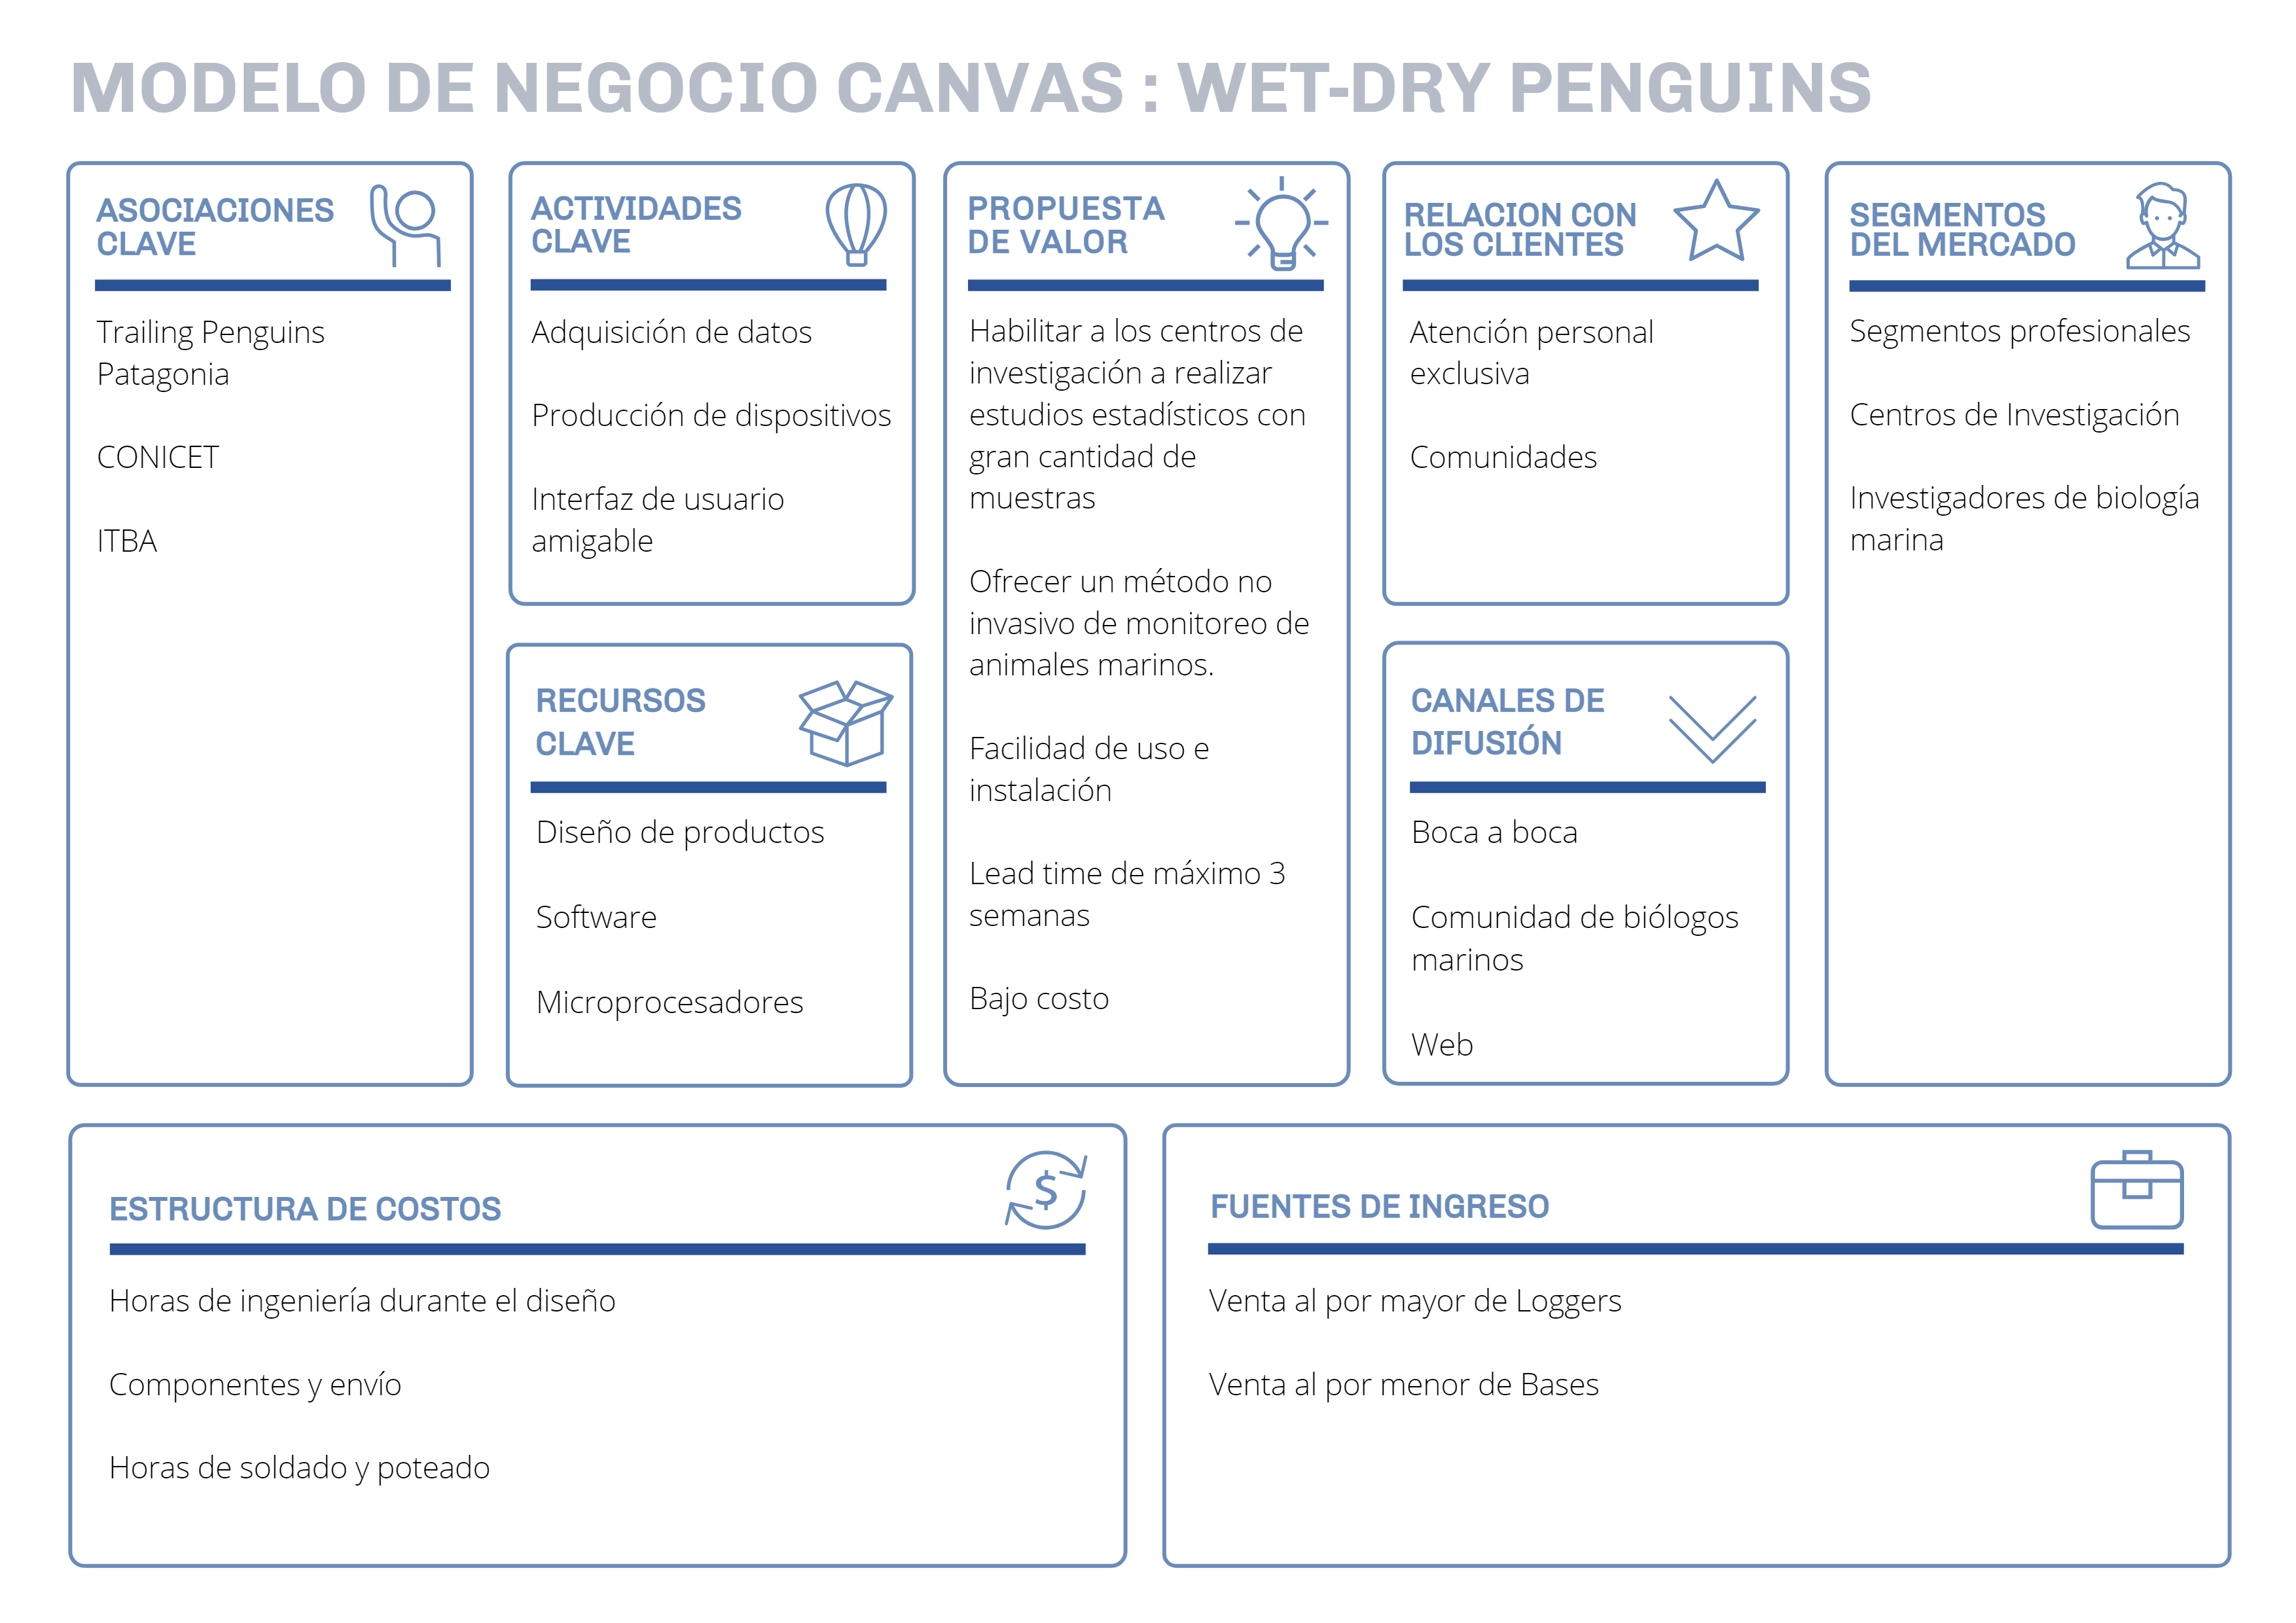 MODELO DE NEGOCIO CANVAS : WET-DRY PENGUINS
ASOCIACIONES
CLAVE
Trailing Penguins
Patagonia
CONICET
ITBA
ACTIVIDADES
CLAVE
Adquisición de datos
Producción de dispositivos
Interfaz de usuario
amigable
RECURSOS
CLAVE
Diseño de productos
Software
Microprocesadores
PROPUESTA
DE VALOR
Habilitar a los centros de
investigación a realizar
estudios estadísticos con
gran cantidad de
muestras
Ofrecer un método no
invasivo de monitoreo de
animales marinos.
Facilidad de uso e
instalación
Lead time de máximo 3
semanas
Bajo costo
RELACION CON
LOS CLIENTES
Atención personal
exclusiva
Comunidades
CANALES DE
DIFUSIÓN
Boca a boca
Comunidad de biólogos
marinos
Web
SEGMENTOS
DEL MERCADO
Segmentos profesionales
Centros de Investigación
Investigadores de biología
marina
ESTRUCTURA DE COSTOS
$
Horas de ingeniería durante el diseño
Componentes y envío
Horas de soldado y poteado
FUENTES DE INGRESO
Venta al por mayor de Loggers
Venta al por menor de Bases